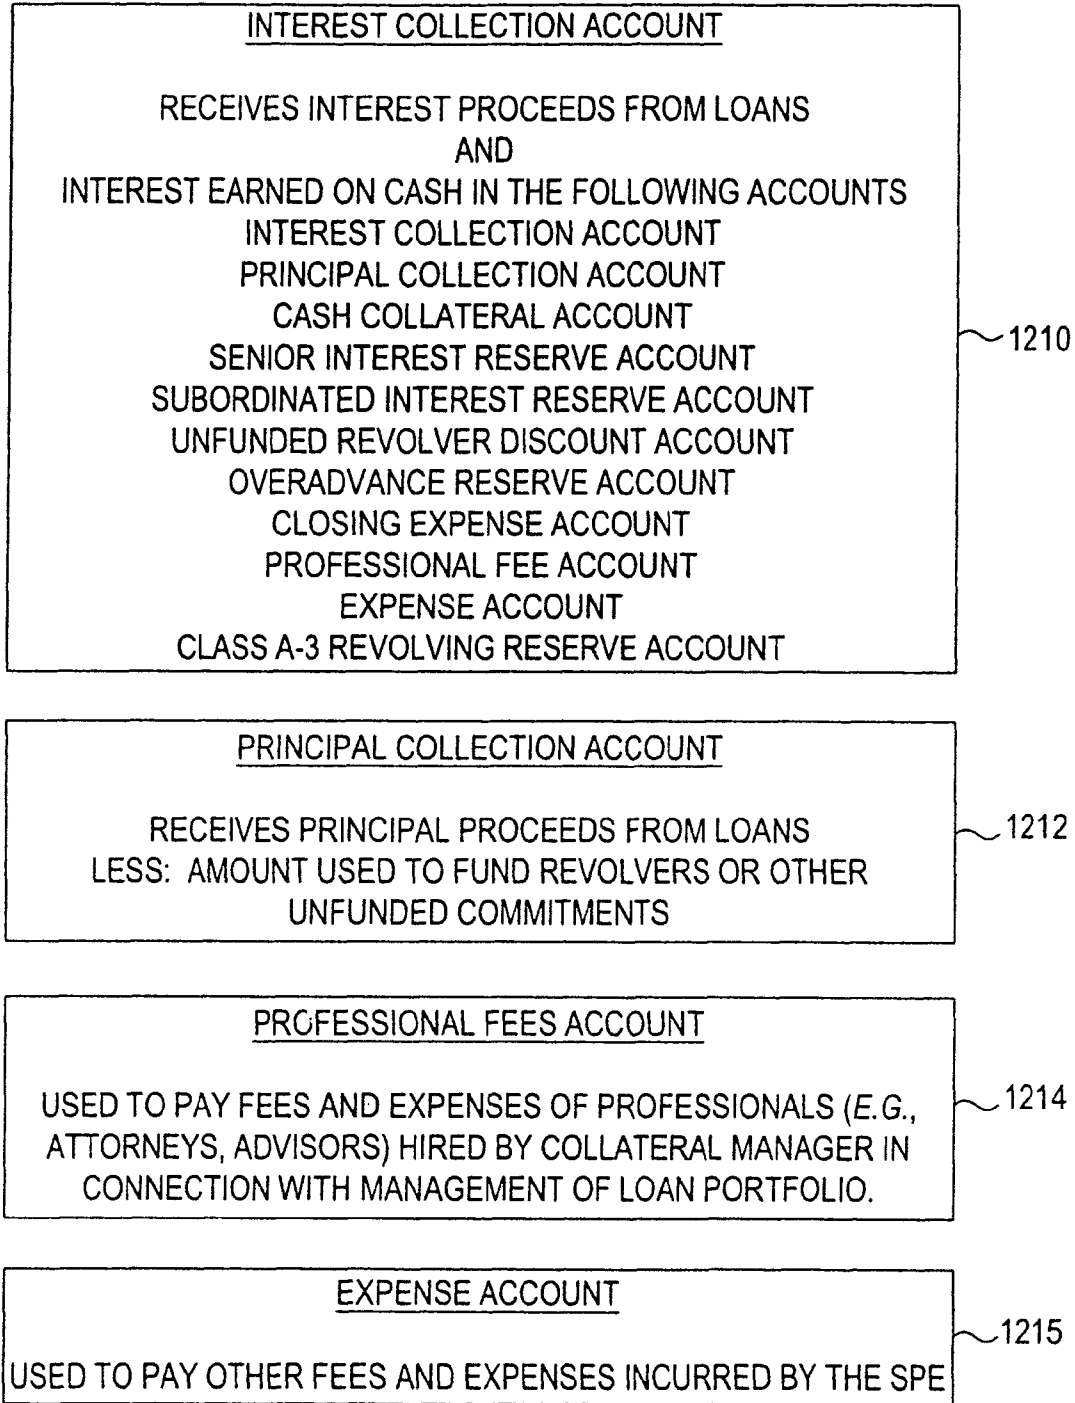 INTEREST COLLECTION ACCOUNT
RECEIVES INTEREST PROCEEDS FROM LOANS
AND
INTEREST EARNED ON CASH IN THE FOLLOWING ACCOUNTS
INTEREST COLLECTION ACCOUNT
PRINCIPAL COLLECTION ACCOUNT
CASH COLLATERAL ACCOUNT
SENIOR INTEREST RESERVE ACCOUNT
SUBORDINATED INTEREST RESERVE ACCOUNT
UNFUNDED REVOLVER DISCOUNT ACCOUNT
OVERADVANCE RESERVE ACCOUNT
CLOSING EXPENSE ACCOUNT
PROFESSIONAL FEE ACCOUNT
EXPENSE ACCOUNT
CLASS A-3 REVOLVING RESERVE ACCOUNT
1210
PRINCIPAL COLLECTION ACCOUNT
RECEIVES PRINCIPAL PROCEEDS FROM LOANS
LESS: AMOUNT USED TO FUND REVOLVERS OR OTHER
UNFUNDED COMMITMENTS
1212
PROFESSIONAL FEES ACCOUNT
USED TO PAY FEES AND EXPENSES OF PROFESSIONALS (E.G.,
ATTORNEYS, ADVISORS) HIRED BY COLLATERAL MANAGER IN
CONNECTION WITH MANAGEMENT OF LOAN PORTFOLIO.
1214
EXPENSE ACCOUNT
USED TO PAY OTHER FEES AND EXPENSES INCURRED BY THE SPE
1215